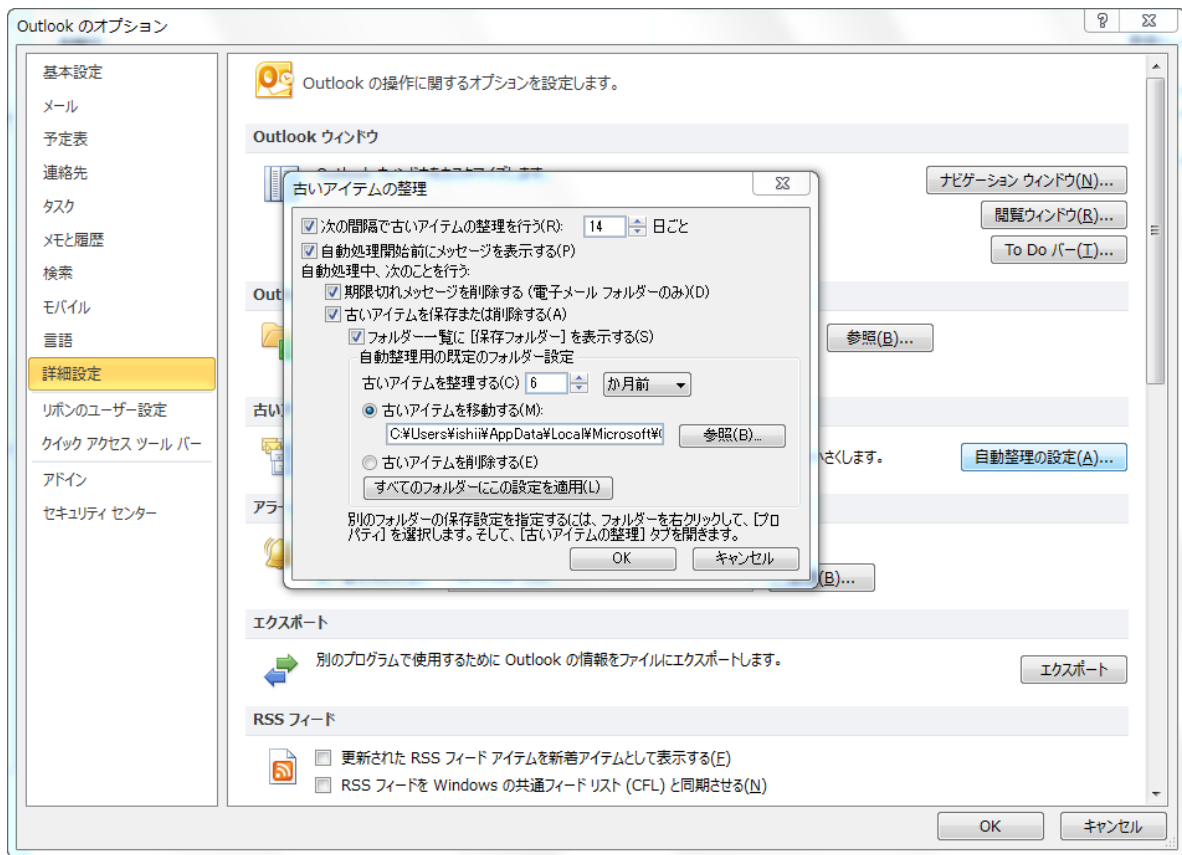 Outlook のオプション
基本設定
メール
予定表
連絡先
タスク
メモと履歴
検索
モバイル
言語
詳細設定
リボンのユーザー設定
クイック アクセス ツール バー
アドイン
セキュリティ センター
Outlook の操作に関するオプションを設定します。
Outlook ウィンドウ
ナビゲーション ウィンドウ(N)...
閲覧ウィンドウ(R)...
To Do バー(T)...
Out
参照(B)...
古い
さくします。
自動整理の設定(A)...
アラー
(B)...
古いアイテムの整理
次の間隔で古いアイテムの整理を行う(R): 14 日ごと
自動処理開始前にメッセージを表示する(P)
自動処理中、次のことを行う:
期限切れメッセージを削除する (電子メール フォルダーのみ)(D)
古いアイテムを保存または削除する(A)
フォルダー一覧に [保存フォルダー] を表示する(S)
自動整理用の既定のフォルダー設定
古いアイテムを整理する(C) 6 か月前
古いアイテムを移動する(M):
C:¥Users¥ishii¥AppData¥Local¥Microsoft¥ 参照(B)...
古いアイテムを削除する(E)
すべてのフォルダーにこの設定を適用(L)
別のフォルダーの保存設定を指定するには、フォルダーを右クリックして、[プロ
パティ] を選択します。そして、[古いアイテムの整理] タブを開きます。
OK キャンセル
エクスポート
別のプログラムで使用するために Outlook の情報をファイルにエクスポートします。
エクスポート
RSS フィード
更新された RSS フィード アイテムを新着アイテムとして表示する(F)
RSS フィードを Windows の共通フィード リスト (CFL) と同期させる(N)
OK キャンセル